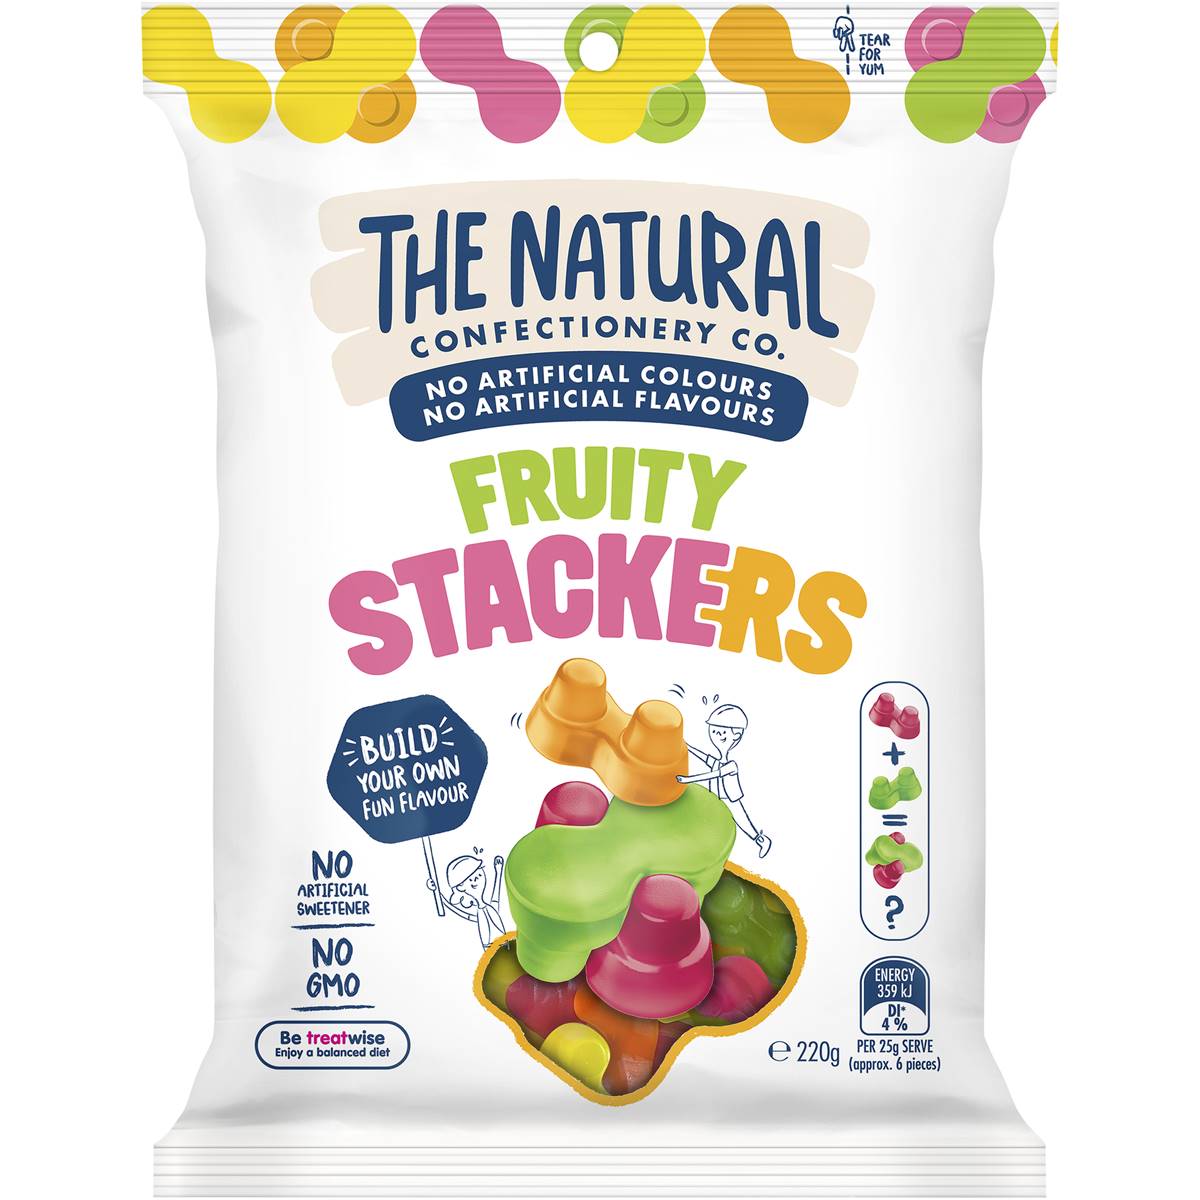 TEAR
FOR
YUM
THE NATURAL
CONFECTIONERY CO.
NO ARTIFICIAL COLOURS
NO ARTIFICIAL FLAVOURS
FRUITY
STACKERS
BUILD
YOUR OWN
FUN FLAVOUR
NO
ARTIFICIAL
SWEETENER
NO
GMO
Be treatwise
Enjoy a balanced diet
+
=
?
ENERGY
359 kJ
DI*
4 %
PER 25g SERVE
(approx. 6 pieces)
℮ 220g